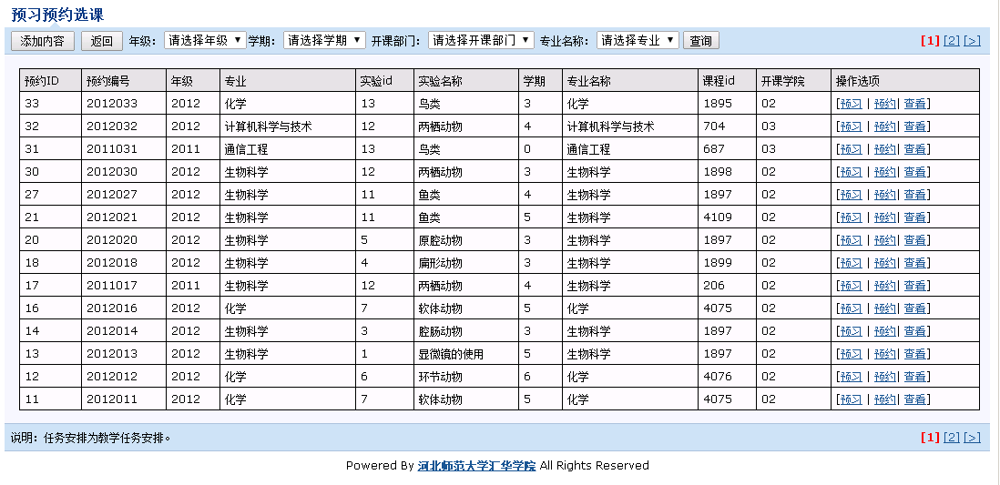 预习预约选课
添加内容 返回 年级： 请选择年级 学期： 请选择学期 开课部门： 请选择开课部门 专业名称： 请选择专业 查询 [1] [2] [>]
预约ID 预约编号 年级 专业 实验id 实验名称 学期 专业名称 课程id 开课学院 操作选项
33 2012033 2012 化学 13 鸟类 3 化学 1895 02 [预习 | 预约| 查看]
32 2012032 2012 计算机科学与技术 12 两栖动物 4 计算机科学与技术 704 03 [预习 | 预约| 查看]
31 2011031 2011 通信工程 13 鸟类 0 通信工程 687 03 [预习 | 预约| 查看]
30 2012030 2012 生物科学 12 两栖动物 3 生物科学 1898 02 [预习 | 预约| 查看]
27 2012027 2012 生物科学 11 鱼类 4 生物科学 1897 02 [预习 | 预约| 查看]
21 2012021 2012 生物科学 11 鱼类 5 生物科学 4109 02 [预习 | 预约| 查看]
20 2012020 2012 生物科学 5 原腔动物 3 生物科学 1897 02 [预习 | 预约| 查看]
18 2012018 2012 生物科学 4 扁形动物 3 生物科学 1899 02 [预习 | 预约| 查看]
17 2011017 2011 生物科学 12 两栖动物 4 生物科学 206 02 [预习 | 预约| 查看]
16 2012016 2012 化学 7 软体动物 5 化学 4075 02 [预习 | 预约| 查看]
14 2012014 2012 生物科学 3 腔肠动物 3 生物科学 1897 02 [预习 | 预约| 查看]
13 2012013 2012 生物科学 1 显微镜的使用 5 生物科学 1897 02 [预习 | 预约| 查看]
12 2012012 2012 化学 6 环节动物 6 化学 4076 02 [预习 | 预约| 查看]
11 2012011 2012 化学 7 软体动物 5 化学 4075 02 [预习 | 预约| 查看]
说明：任务安排为教学任务安排。 [1] [2] [>]
Powered By 河北师范大学汇华学院 All Rights Reserved